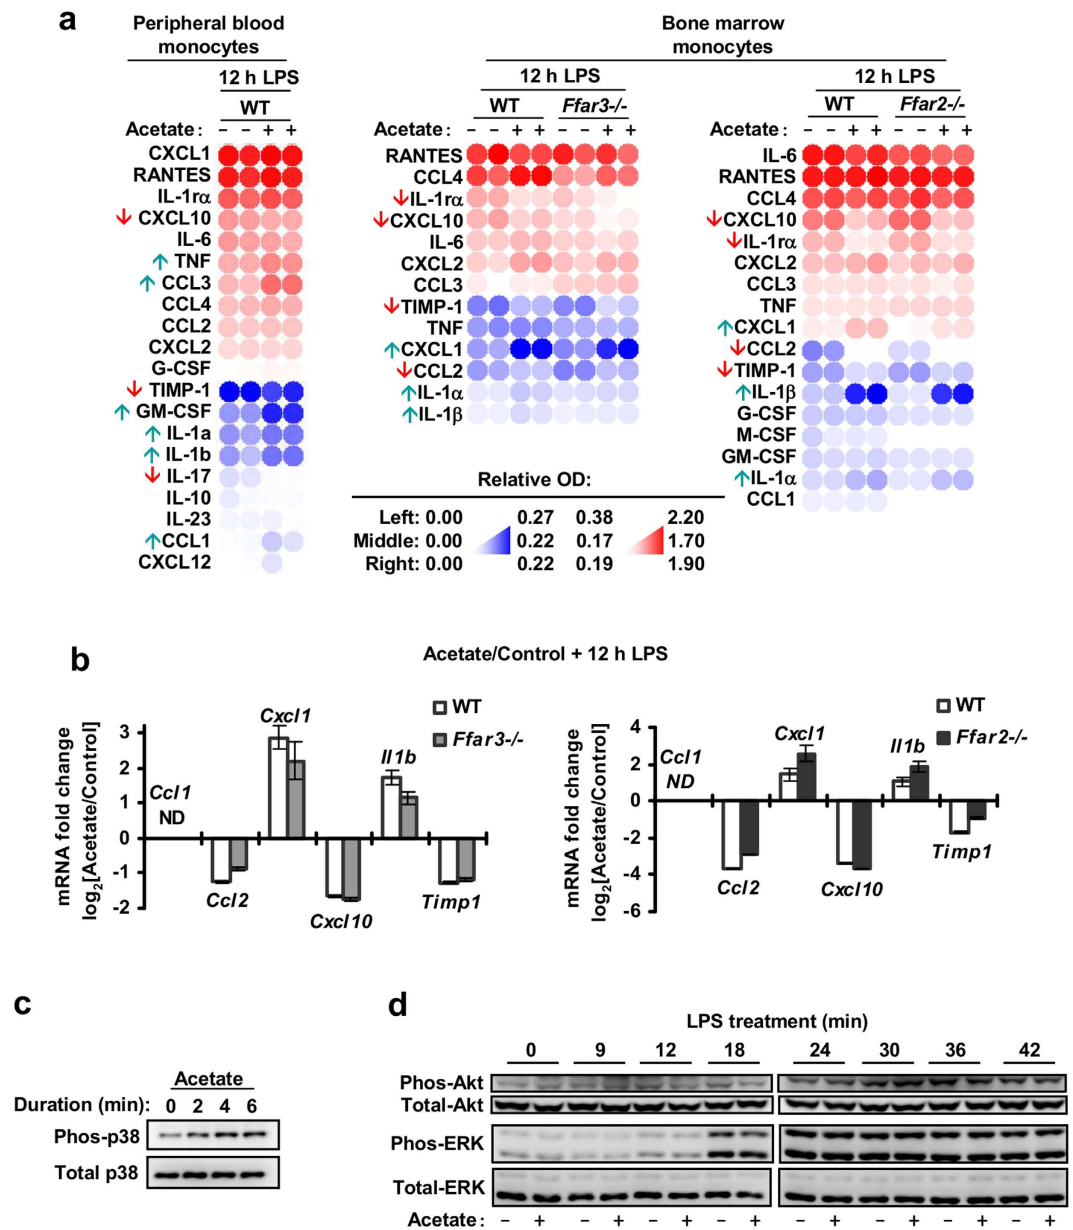 a
Peripheral blood
monocytes
12 h LPS
WT
Acetate: – – + +
CXCL1
RANTES
IL-1rα
↓ CXCL10
IL-6
↑ TNF
↑ CCL3
CCL4
CCL2
CXCL2
G-CSF
↓ TIMP-1
↑ GM-CSF
↑ IL-1a
↑ IL-1b
↓ IL-17
IL-10
IL-23
↑ CCL1
CXCL12
Bone marrow
monocytes
12 h LPS
WT Ffar3-/-
Acetate: – – + + – – + +
RANTES
CCL4
↓ IL-1rα
↓ CXCL10
IL-6
CXCL2
CCL3
↓ TIMP-1
TNF
↑ CXCL1
↓ CCL2
↑ IL-1α
↑ IL-1β
12 h LPS
WT Ffar2-/-
Acetate: – – + + – – + +
IL-6
RANTES
CCL4
↓ CXCL10
↓ IL-1rα
CXCL2
CCL3
TNF
↑ CXCL1
↓ CCL2
↓ TIMP-1
↑ IL-1β
G-CSF
M-CSF
GM-CSF
↑ IL-1α
CCL1
Relative OD:
Left: 0.00 0.27 0.38 2.20
Middle: 0.00 0.22 0.17 1.70
Right: 0.00 0.22 0.19 1.90
b
Acetate/Control + 12 h LPS
mRNA fold change
log2[Acetate/Control]
3
2
1
0
-1
-2
Ccl1
ND
Ccl2
Cxcl1
Cxcl10
Il1b
Timp1
WT
Ffar3-/-
mRNA fold change
log2[Acetate/Control]
4
2
0
-2
-4
-6
Ccl1
ND
Ccl2
Cxcl1
Cxcl10
Il1b
Timp1
WT
Ffar2-/-
c
Acetate
Duration (min): 0 2 4 6
Phos-p38
Total p38
d
LPS treatment (min)
0 9 12 18 24 30 36 42
Phos-Akt
Total-Akt
Phos-ERK
Total-ERK
Acetate: – + – + – + – + – + – + – + – +